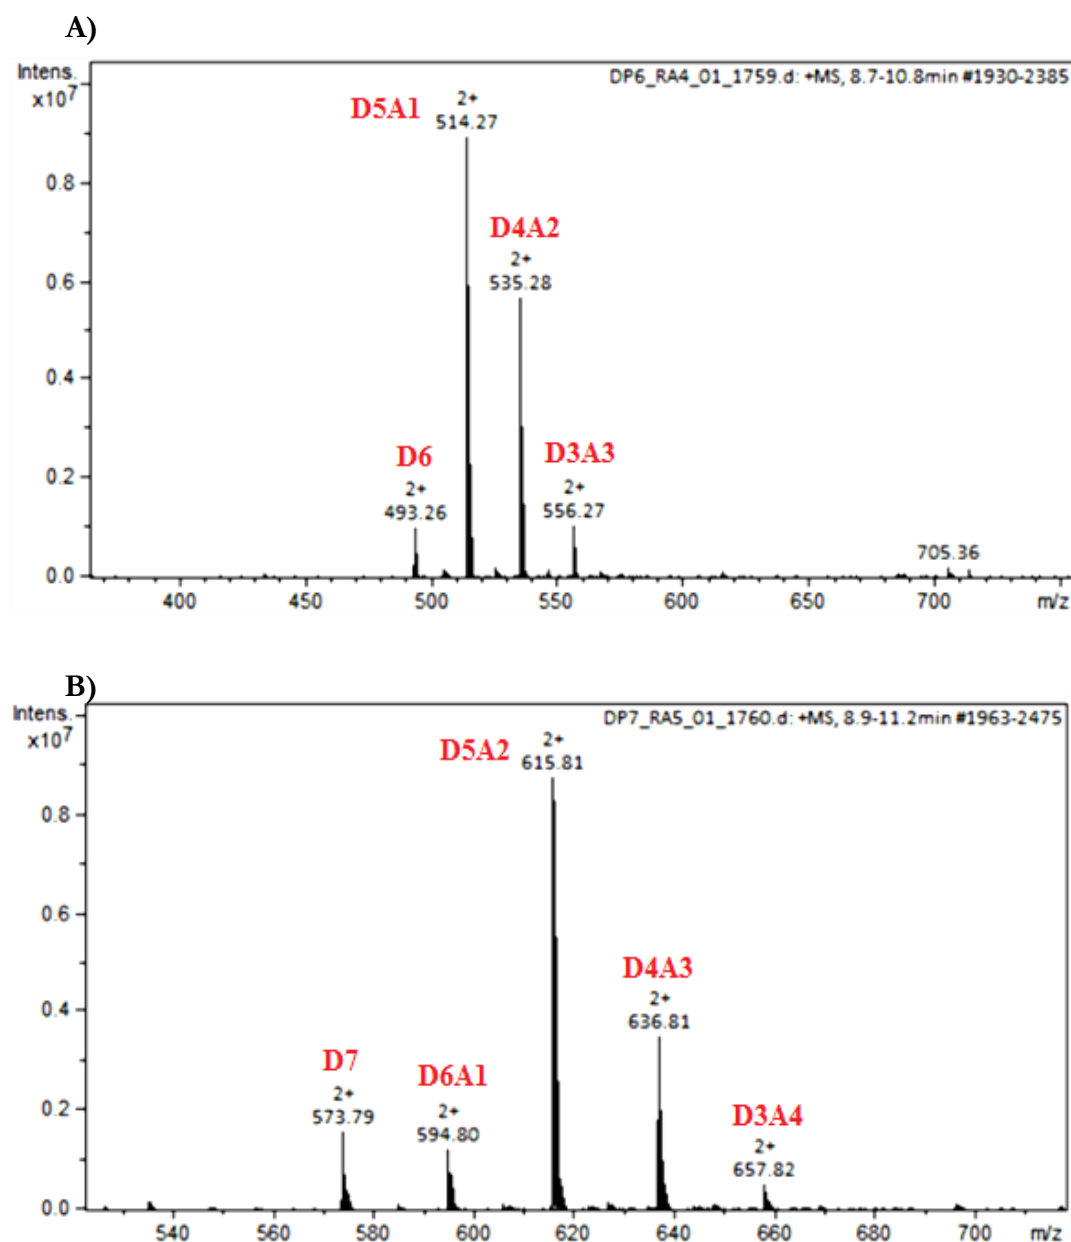 A)
Intens.
x10⁷
DP6_RA4_01_1759.d: +MS, 8.7-10.8min #1930-2385
D5A1
2+
514.27
0.8
D4A2
2+
535.28
0.6
0.4
D6
2+
493.26
D3A3
2+
556.27
0.2
705.36
0.0
400 450 500 550 600 650 700 m/z
B)
Intens.
x10⁷
DP7_RA5_01_1760.d: +MS, 8.9-11.2min #1963-2475
D5A2
2+
615.81
0.8
0.6
D4A3
2+
636.81
0.4
D7
2+
573.79
D6A1
2+
594.80
D3A4
2+
657.82
0.2
0.0
540 560 580 600 620 640 660 680 700 m/z